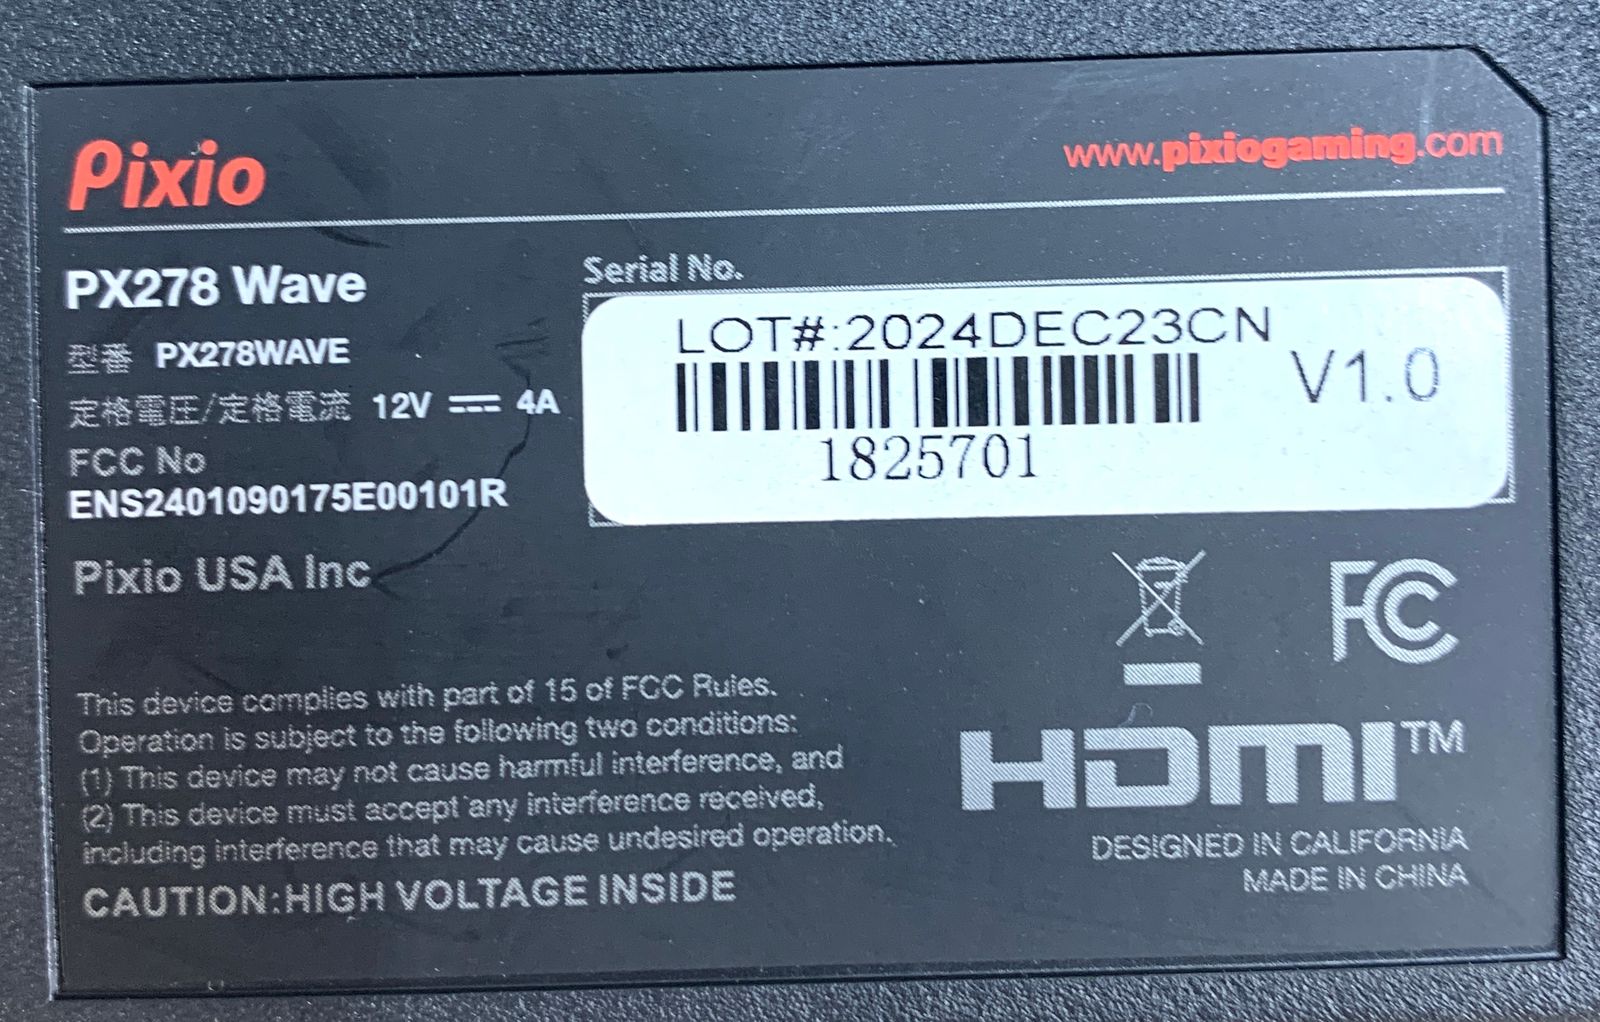 Pixio
www.pixiogaming.com
PX278 Wave
型番 PX278WAVE
定格電圧/定格電流 12V ⎓ 4A
FCC No
ENS2401090175E00101R
Pixio USA Inc
Serial No.
LOT#:2024DEC23CN
V1.0
1825701
FC
HDMI™
DESIGNED IN CALIFORNIA
MADE IN CHINA
This device complies with part of 15 of FCC Rules.
Operation is subject to the following two conditions:
(1) This device may not cause harmful interference, and
(2) This device must accept any interference received,
including interference that may cause undesired operation.
CAUTION:HIGH VOLTAGE INSIDE